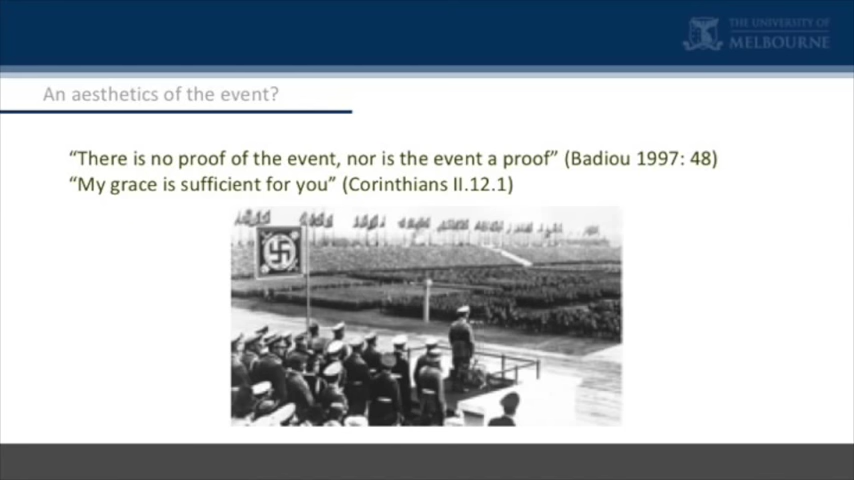 THE UNIVERSITY OF
MELBOURNE
An aesthetics of the event?
“There is no proof of the event, nor is the event a proof” (Badiou 1997: 48)
“My grace is sufficient for you” (Corinthians II.12.1)